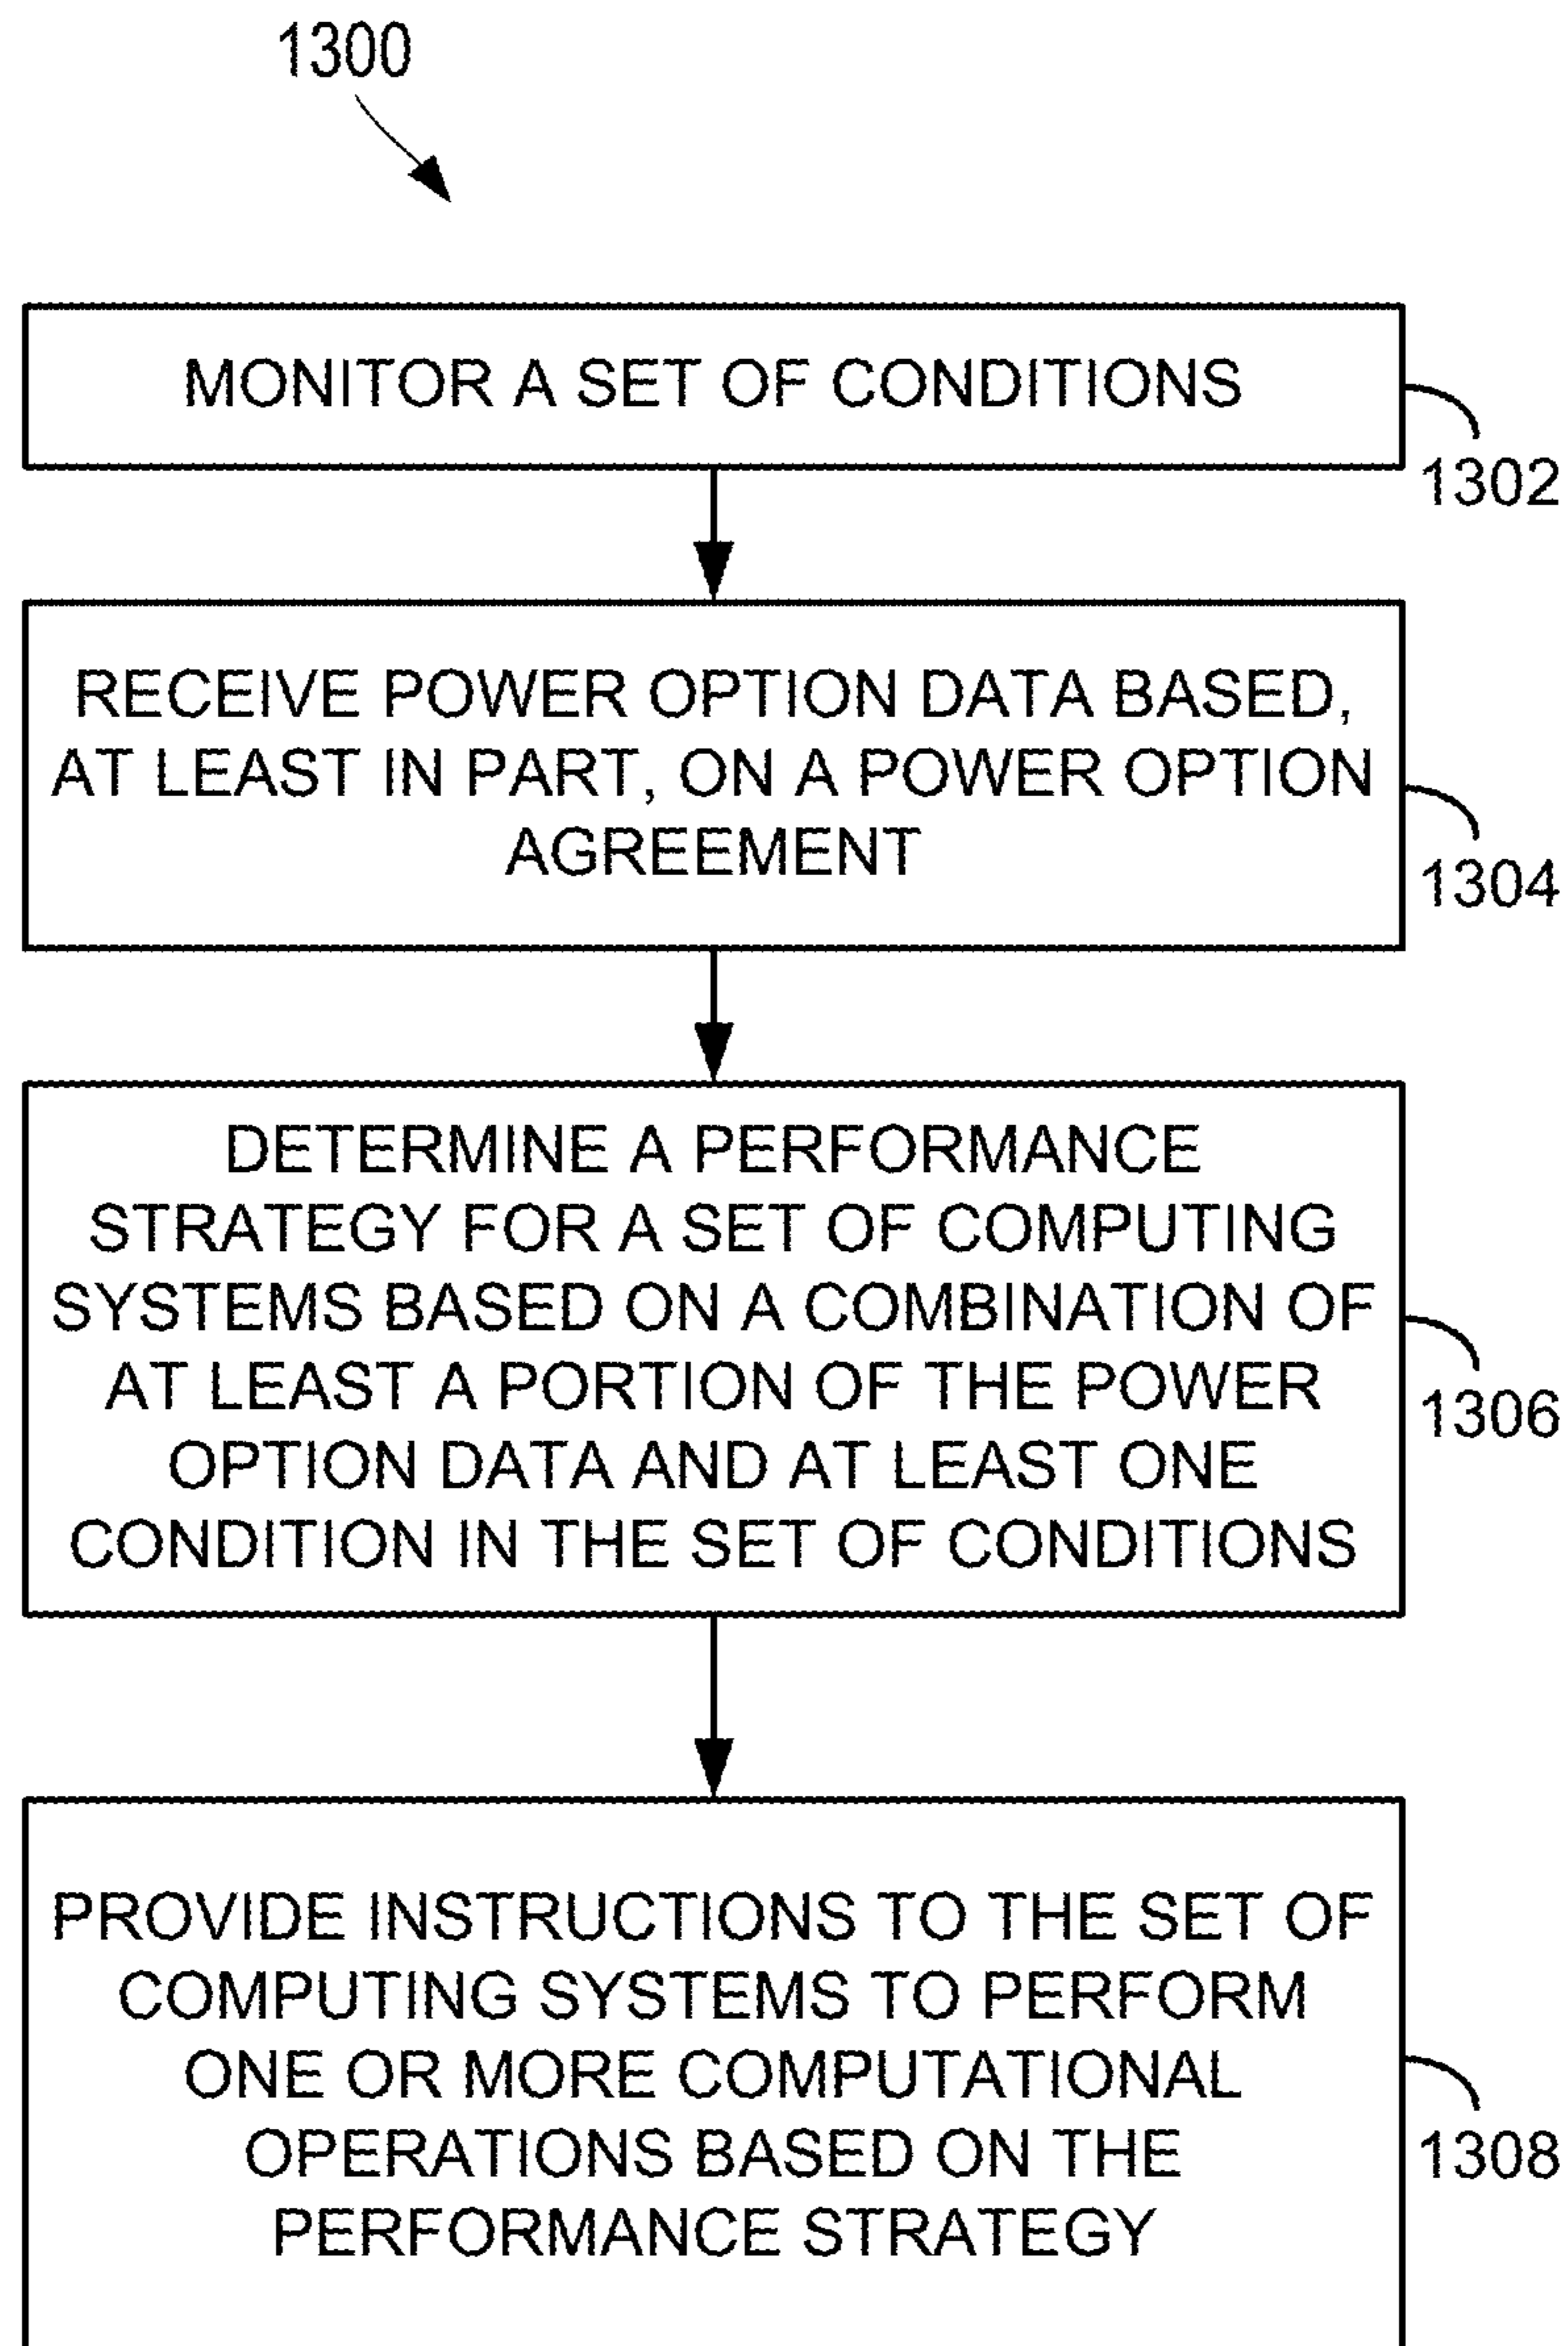 1300
MONITOR A SET OF CONDITIONS
1302
RECEIVE POWER OPTION DATA BASED,
AT LEAST IN PART, ON A POWER OPTION
AGREEMENT
1304
DETERMINE A PERFORMANCE
STRATEGY FOR A SET OF COMPUTING
SYSTEMS BASED ON A COMBINATION OF
AT LEAST A PORTION OF THE POWER
OPTION DATA AND AT LEAST ONE
CONDITION IN THE SET OF CONDITIONS
1306
PROVIDE INSTRUCTIONS TO THE SET OF
COMPUTING SYSTEMS TO PERFORM
ONE OR MORE COMPUTATIONAL
OPERATIONS BASED ON THE
PERFORMANCE STRATEGY
1308